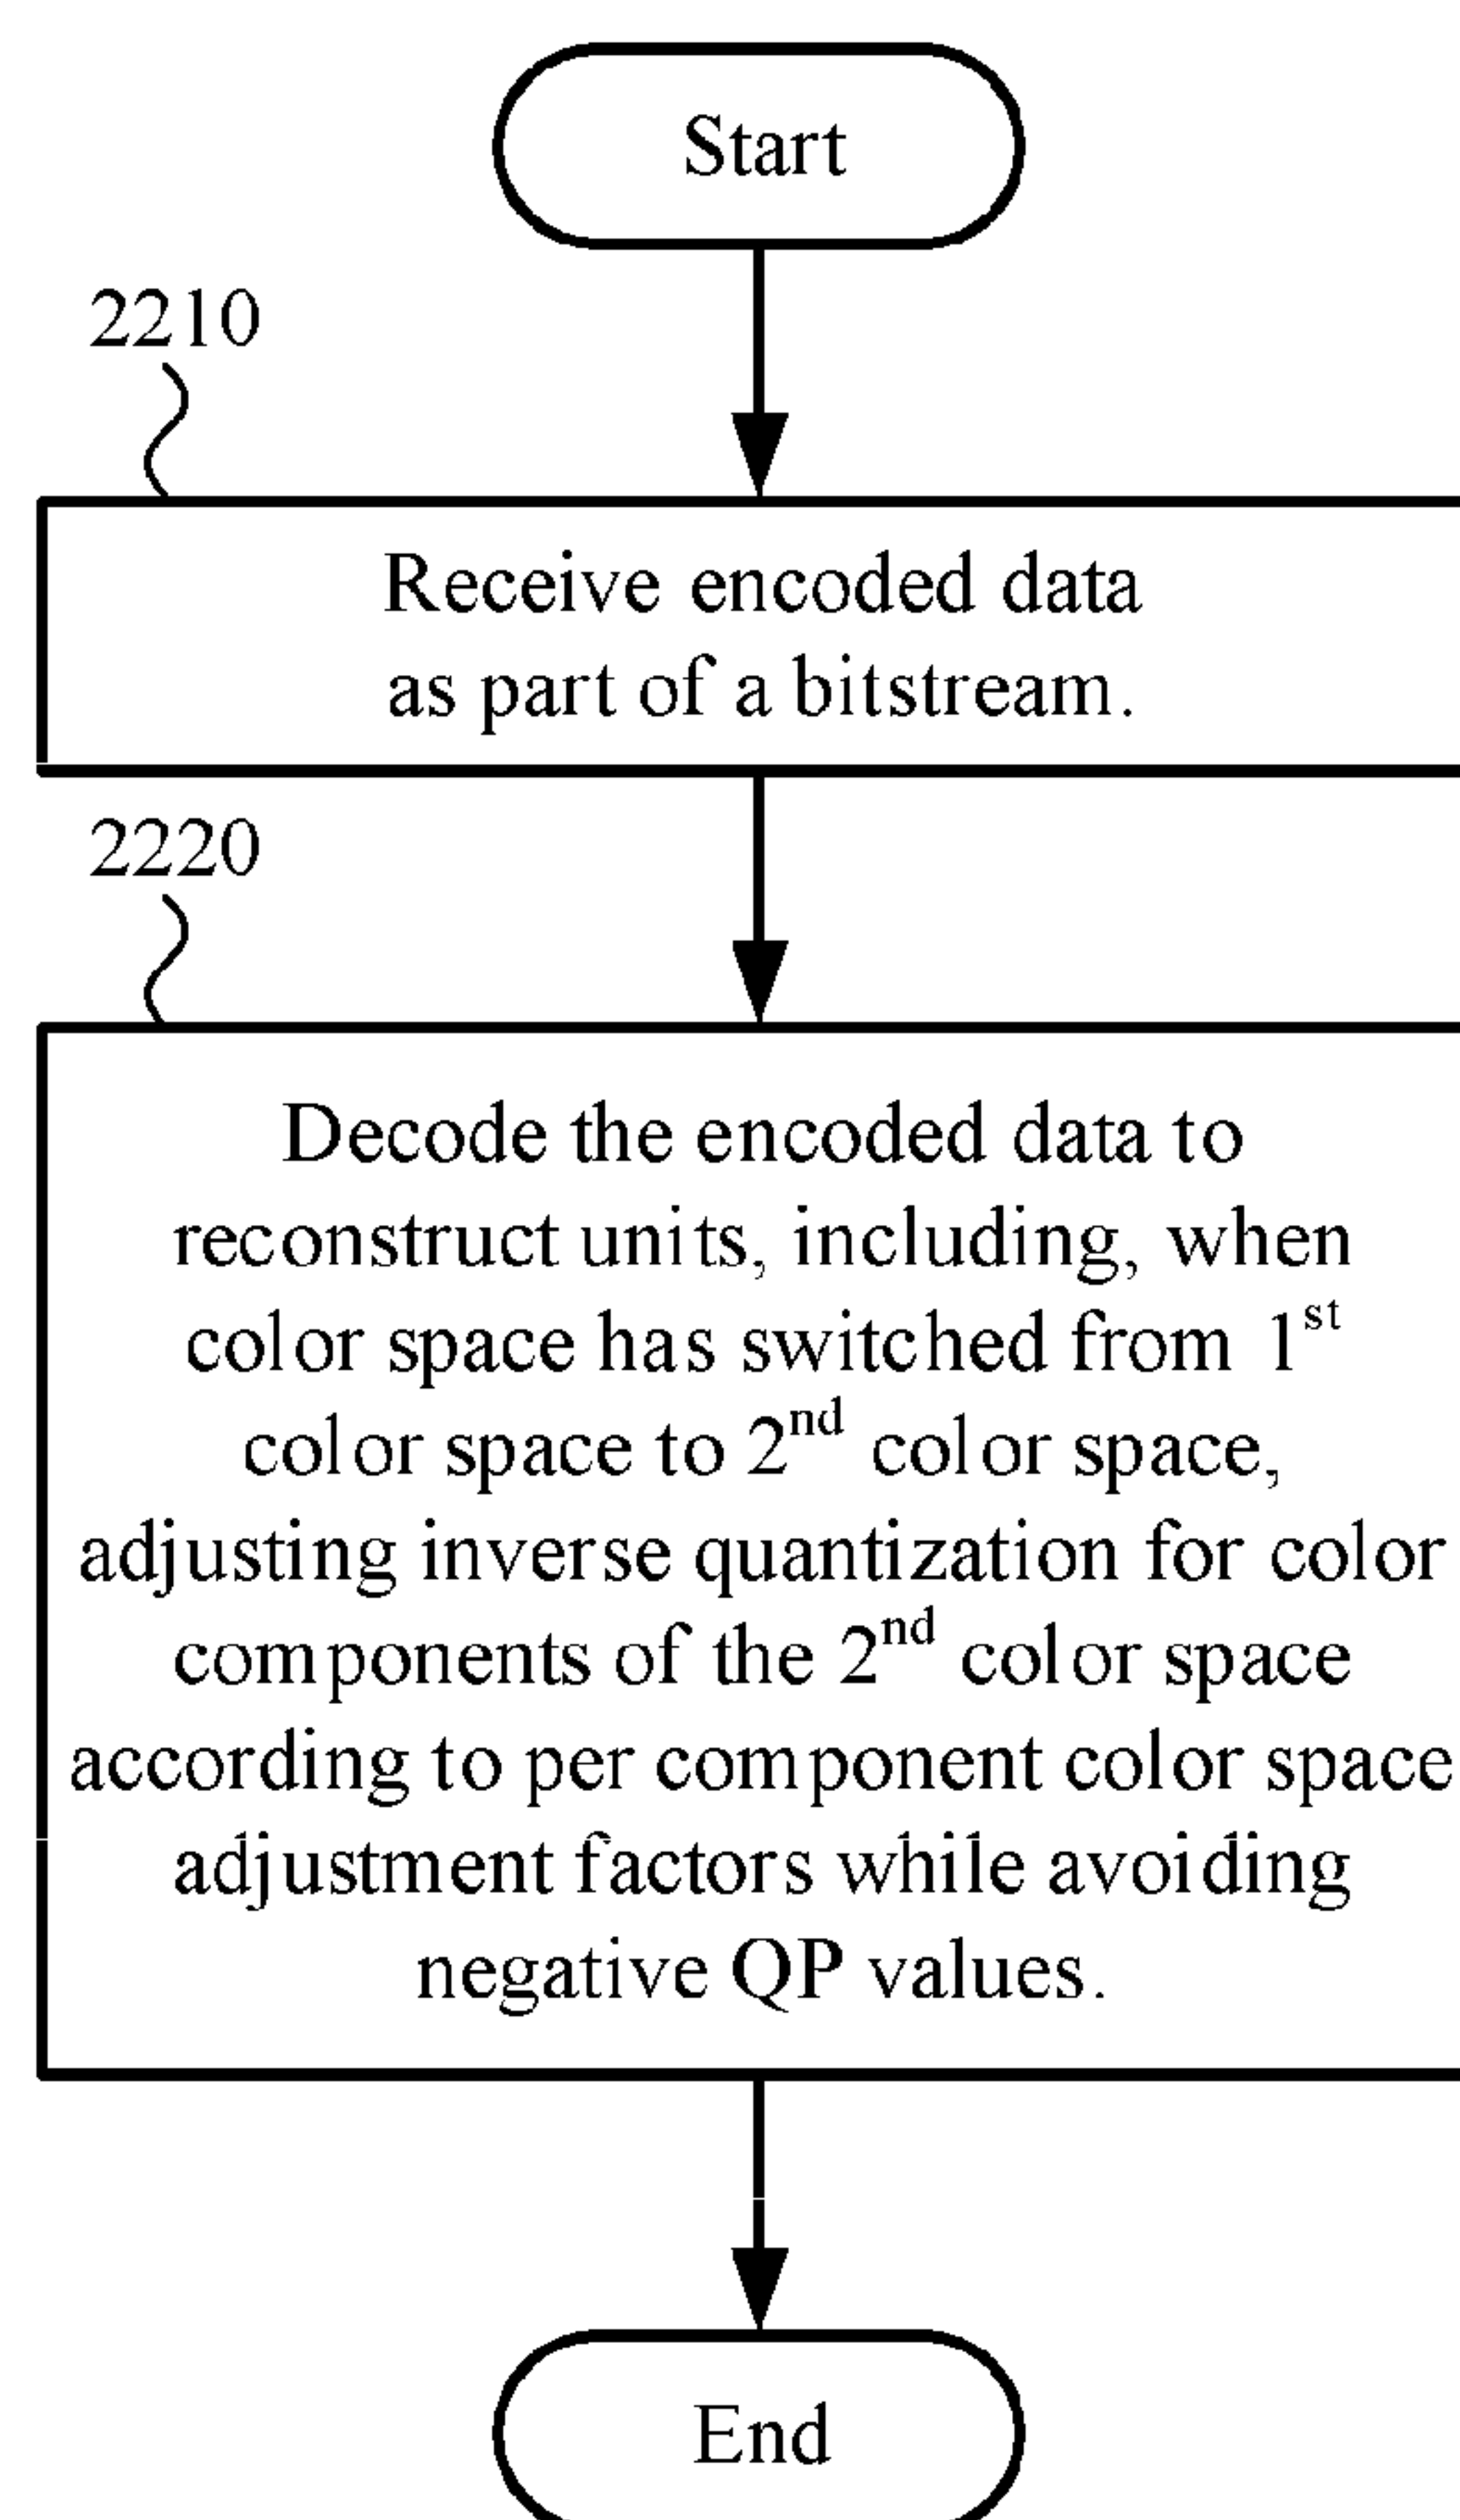 Start
2210
Receive encoded data
as part of a bitstream.
2220
Decode the encoded data to
reconstruct units, including, when
color space has switched from 1st
color space to 2nd color space,
adjusting inverse quantization for color
components of the 2nd color space
according to per component color space
adjustment factors while avoiding
negative QP values.
End